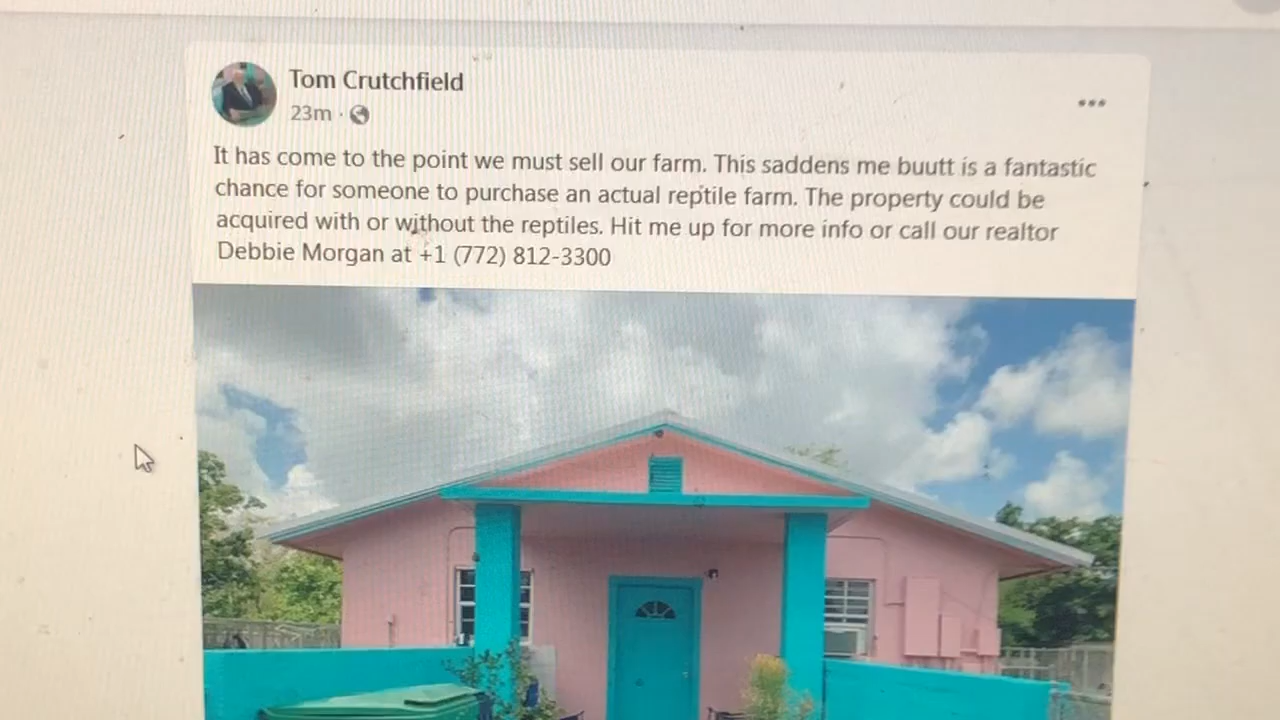 Tom Crutchfield
23m ·
It has come to the point we must sell our farm. This saddens me buutt is a fantastic
chance for someone to purchase an actual reptile farm. The property could be
acquired with or without the reptiles. Hit me up for more info or call our realtor
Debbie Morgan at +1 (772) 812-3300